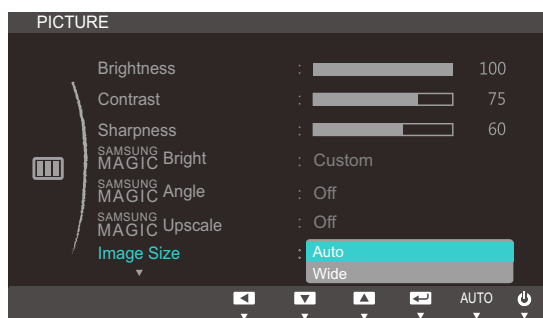 PICTURE
Brightness : 100
Contrast : 75
Sharpness : 60
SAMSUNG MAGIC Bright : Custom
SAMSUNG MAGIC Angle : Off
SAMSUNG MAGIC Upscale : Off
Image Size : Auto
Wide
AUTO